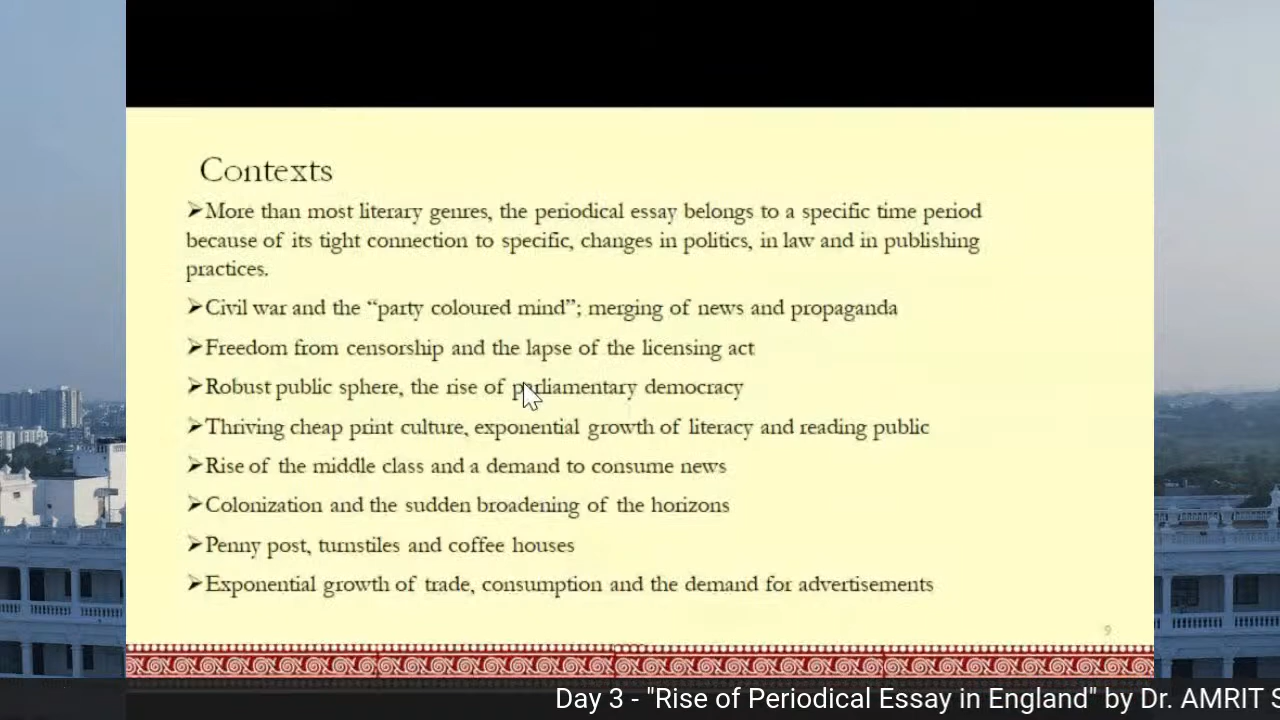 Contexts
➢More than most literary genres, the periodical essay belongs to a specific time period
because of its tight connection to specific, changes in politics, in law and in publishing
practices.
➢Civil war and the “party coloured mind”; merging of news and propaganda
➢Freedom from censorship and the lapse of the licensing act
➢Robust public sphere, the rise of parliamentary democracy
➢Thriving cheap print culture, exponential growth of literacy and reading public
➢Rise of the middle class and a demand to consume news
➢Colonization and the sudden broadening of the horizons
➢Penny post, turnstiles and coffee houses
➢Exponential growth of trade, consumption and the demand for advertisements
9
Day 3 - "Rise of Periodical Essay in England" by Dr. AMRIT S